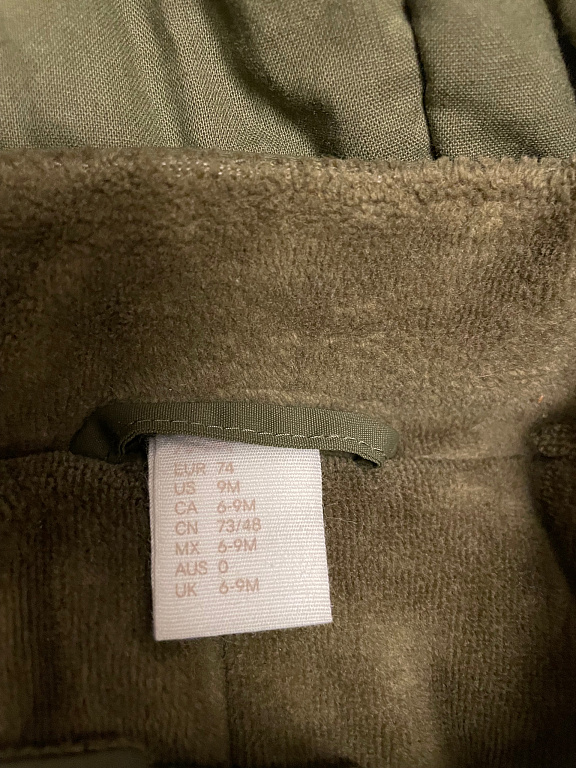 EUR 74
US 9M
CA 6-9M
CN 73/48
MX 6-9M
AUS 0
UK 6-9M